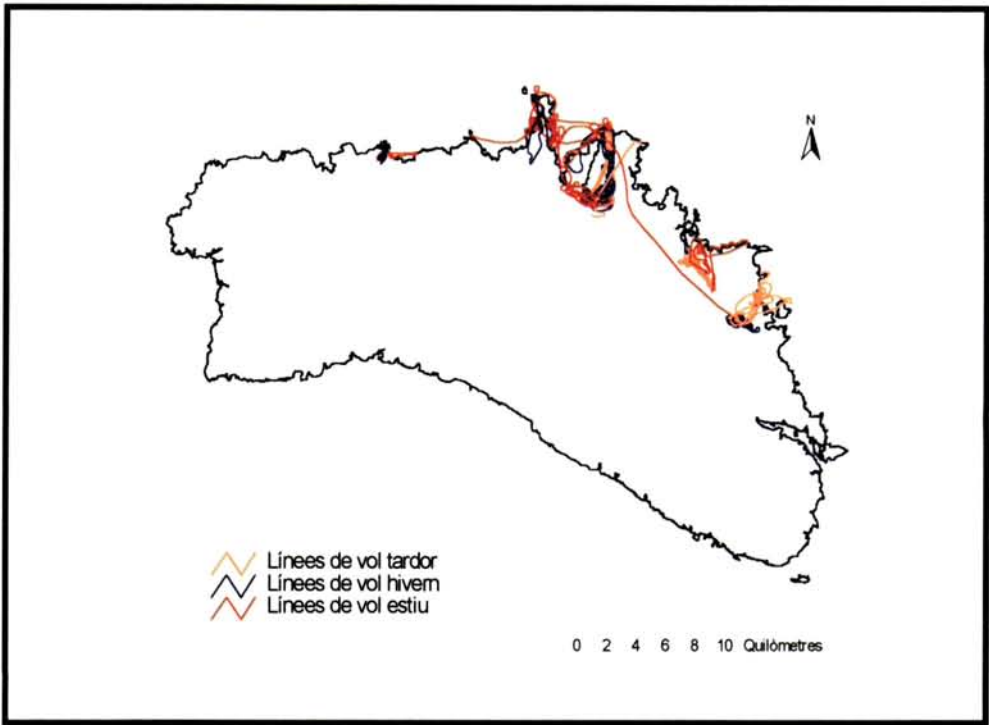 N
Línees de vol tardor
Línees de vol hivern
Línees de vol estiu
0 2 4 6 8 10 Quilòmetres